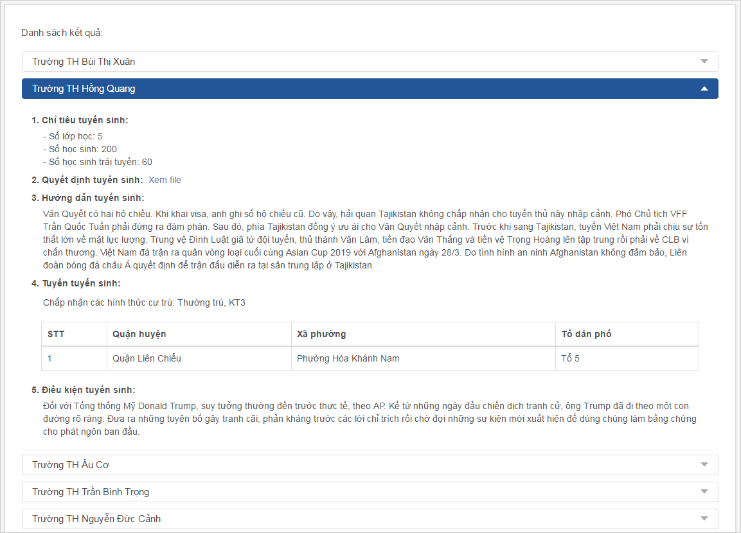 Danh sách kết quả:
Trường TH Bùi Thị Xuân
Trường TH Hồng Quang
1. Chỉ tiêu tuyển sinh:
- Số lớp học: 5
- Số học sinh: 200
- Số học sinh trái tuyến: 60
2. Quyết định tuyển sinh: Xem file
3. Hướng dẫn tuyển sinh:
Văn Quyết có hai hộ chiếu. Khi khai visa, anh ghi số hộ chiếu cũ. Do vậy, hải quan Tajikistan không chấp nhận cho tuyển thủ này nhập cảnh. Phó Chủ tịch VFF
Trần Quốc Tuấn phải đứng ra đàm phán. Sau đó, phía Tajikistan đồng ý ưu ái cho Văn Quyết nhập cảnh. Trước khi sang Tajikistan, tuyển Việt Nam phải chịu sự tổn
thất lớn về mặt lực lượng. Trung vệ Đinh Luật giã từ đội tuyển, thủ thành Văn Lâm, tiền đạo Văn Thắng và tiền vệ Trọng Hoàng lên tập trung rồi phải về CLB vì
chấn thương. Việt Nam đá trận ra quân vòng loại cuối cùng Asian Cup 2019 với Afghanistan ngày 28/3. Do tình hình an ninh Afghanistan không đảm bảo, Liên
đoàn bóng đá châu Á quyết định để trận đấu diễn ra tại sân trung lập ở Tajikistan.
4. Tuyến tuyển sinh:
Chấp nhận các hình thức cư trú: Thường trú, KT3
STT Quận huyện Xã phường Tổ dân phố
1 Quận Liên Chiểu Phường Hòa Khánh Nam Tổ 5
5. Điều kiện tuyển sinh:
Đối với Tổng thống Mỹ Donald Trump, suy tưởng thường đến trước thực tế, theo AP. Kể từ những ngày đầu chiến dịch tranh cử, ông Trump đã đi theo một con
đường rõ ràng: Đưa ra những tuyên bố gây tranh cãi, phản kháng trước các lời chỉ trích rồi chờ đợi những sự kiện mới xuất hiện để dùng chúng làm bằng chứng
cho phát ngôn ban đầu.
Trường TH Âu Cơ
Trường TH Trần Bình Trọng
Trường TH Nguyễn Đức Cảnh